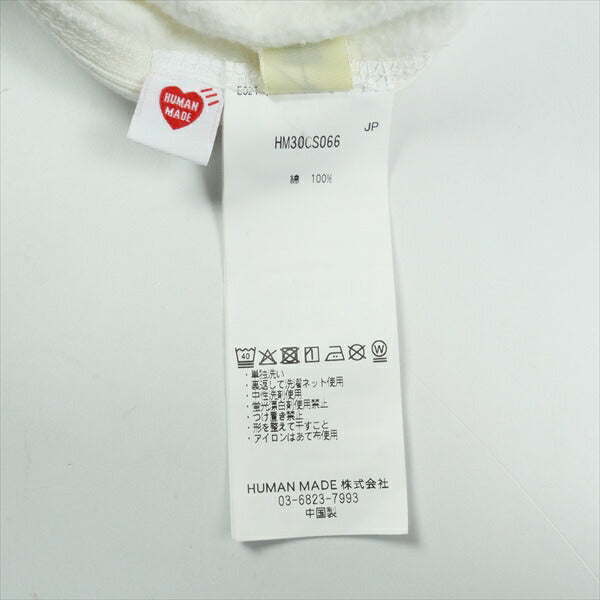 HUMAN
MADE
JP
HM30CS066
綿 100%
40
W
・単独洗い
・裏返して洗濯ネット使用
・中性洗剤使用
・蛍光漂白剤使用禁止
・つけ置き禁止
・形を整えて干すこと
・アイロンはあて布使用
HUMAN MADE 株式会社
03-6823-7993
中国製